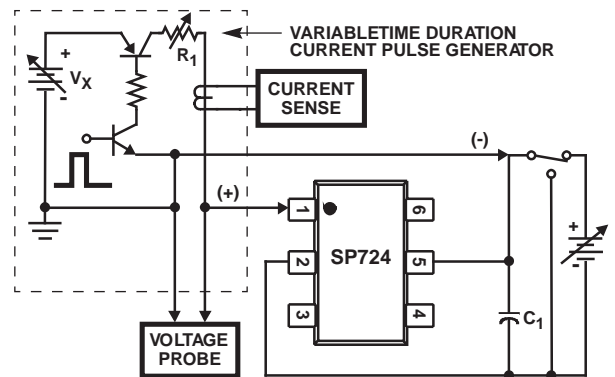 VARIABLETIME DURATION
CURRENT PULSE GENERATOR
+
R1
VX
-
CURRENT
SENSE
(-)
(+)
1
6
+
SP724
2
5
-
3
4
C1
VOLTAGE
PROBE